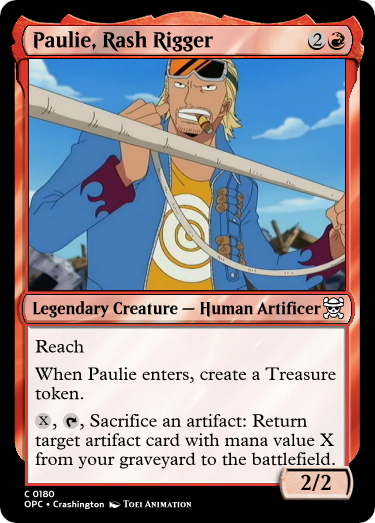 Paulie, Rash Rigger 2
Legendary Creature — Human Artificer
Reach
When Paulie enters, create a Treasure
token.
X, , Sacrifice an artifact: Return
target artifact card with mana value X
from your graveyard to the battlefield.
2/2
C 0180
OPC • Crashington TOEI ANIMATION